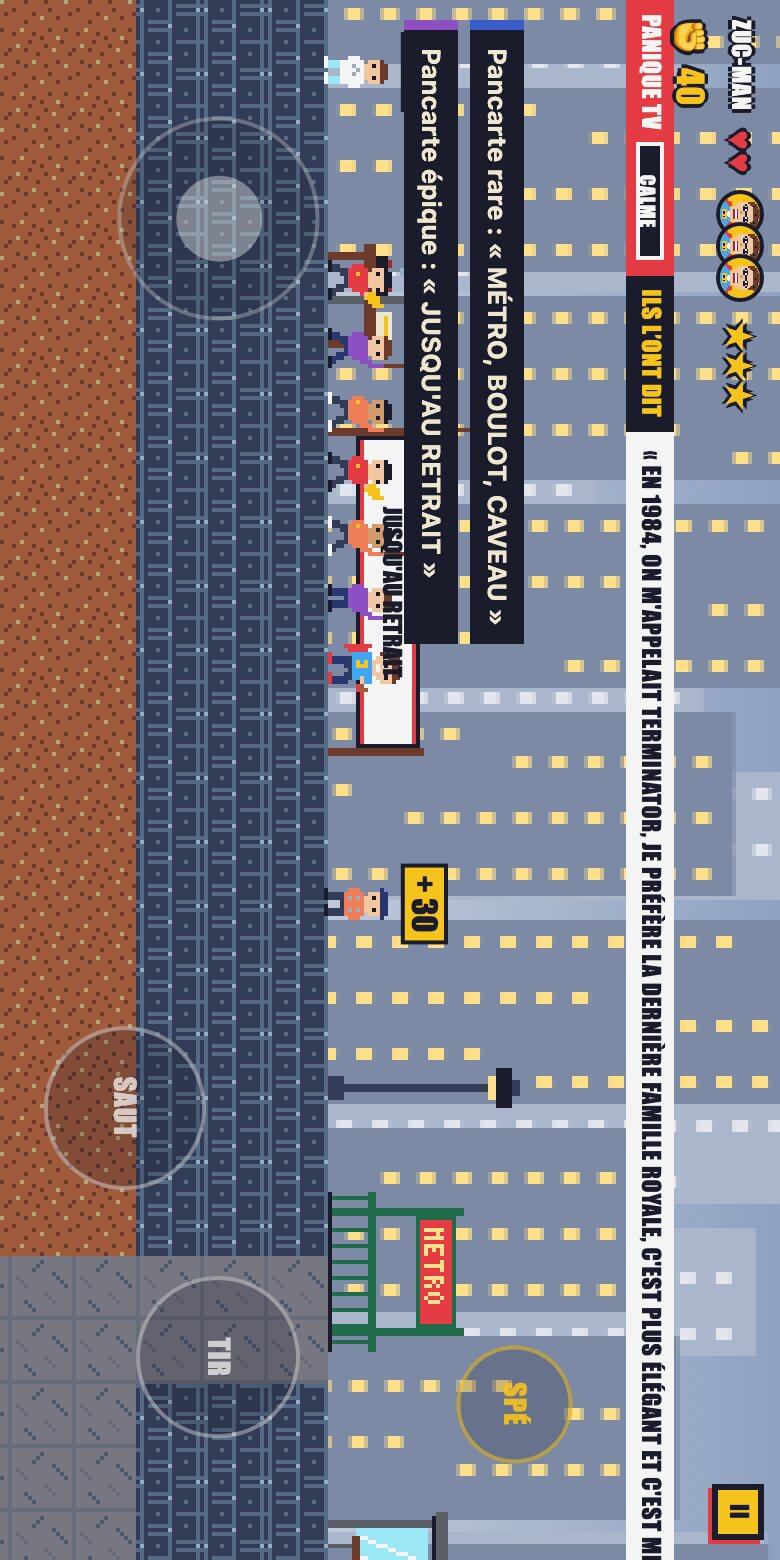 ZUC-MAN
40
PANIQUE TV
CALME
ILS L'ONT DIT
« EN 1984, ON M'APPELAIT TERMINATOR, JE PRÉFÈRE LA DERNIÈRE FAMILLE ROYALE, C'EST PLUS ÉLÉGANT ET C'EST
Pancarte rare : « MÉTRO, BOULOT, CAVEAU »
Pancarte épique : « JUSQU'AU RETRAIT »
JUSQU'AU RETRAIT
+30
METRO
SPÉ
SAUT
TIR